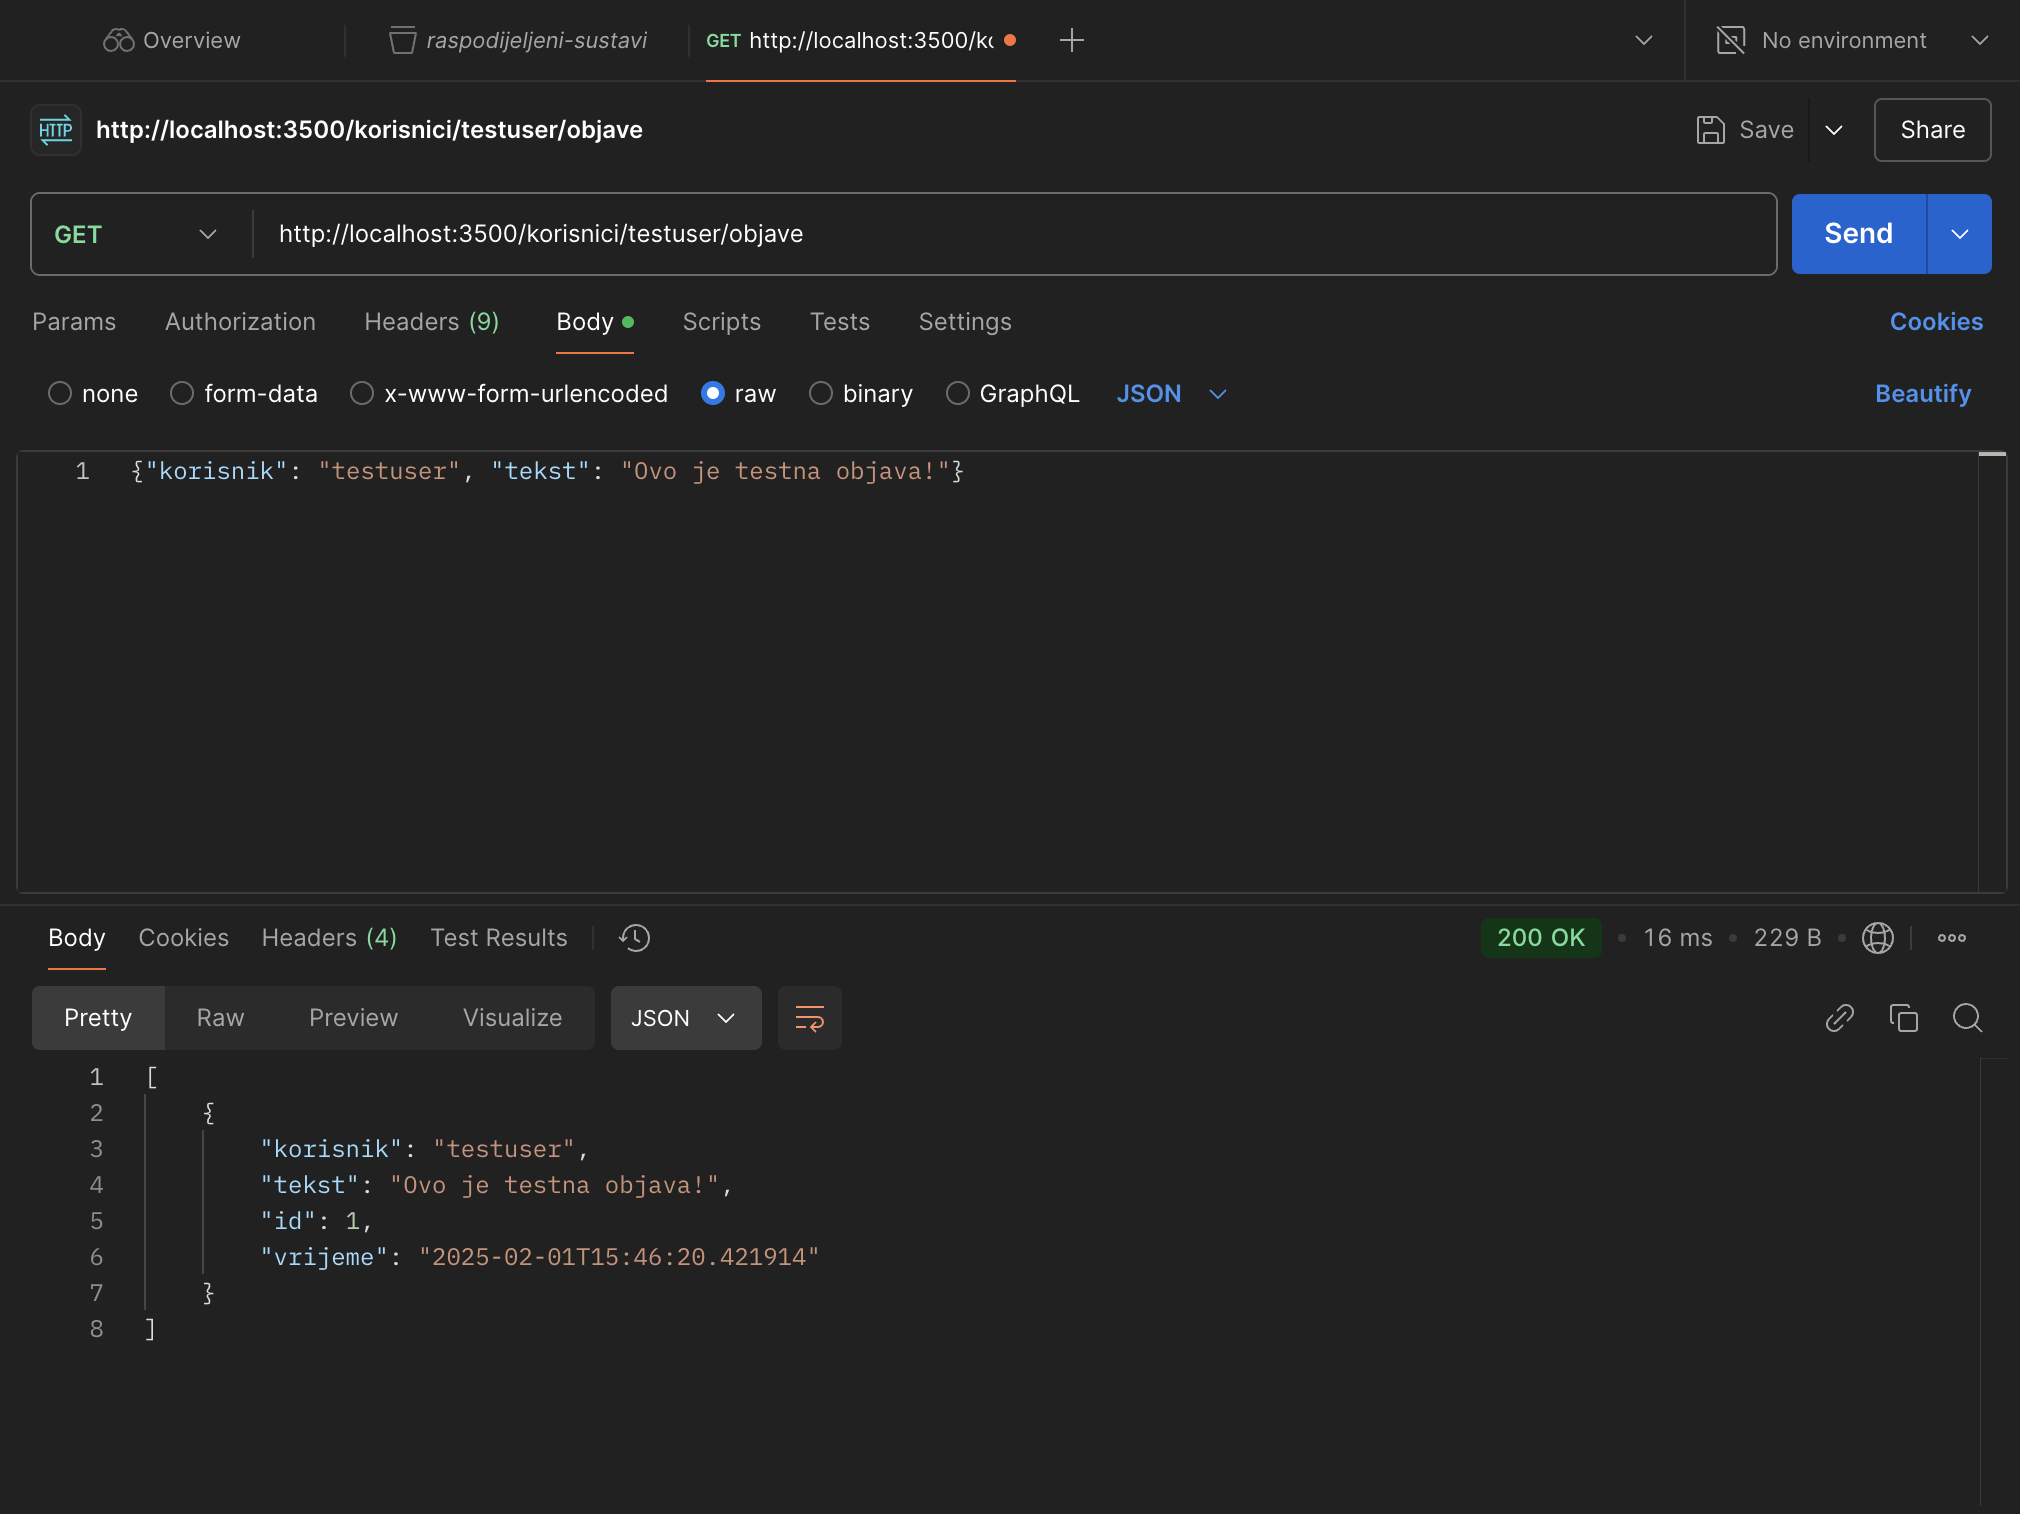 Overview
raspodijeljeni-sustavi
GET http://localhost:3500/kc
No environment
HTTP http://localhost:3500/korisnici/testuser/objave
Save
Share
GET http://localhost:3500/korisnici/testuser/objave
Send
Params Authorization Headers (9) Body Scripts Tests Settings Cookies
none form-data x-www-form-urlencoded raw binary GraphQL JSON Beautify
1 {"korisnik": "testuser", "tekst": "Ovo je testna objava!"}
Body Cookies Headers (4) Test Results 200 OK 16 ms 229 B
Pretty Raw Preview Visualize JSON
1 [
2 {
3 "korisnik": "testuser",
4 "tekst": "Ovo je testna objava!",
5 "id": 1,
6 "vrijeme": "2025-02-01T15:46:20.421914"
7 }
8 ]